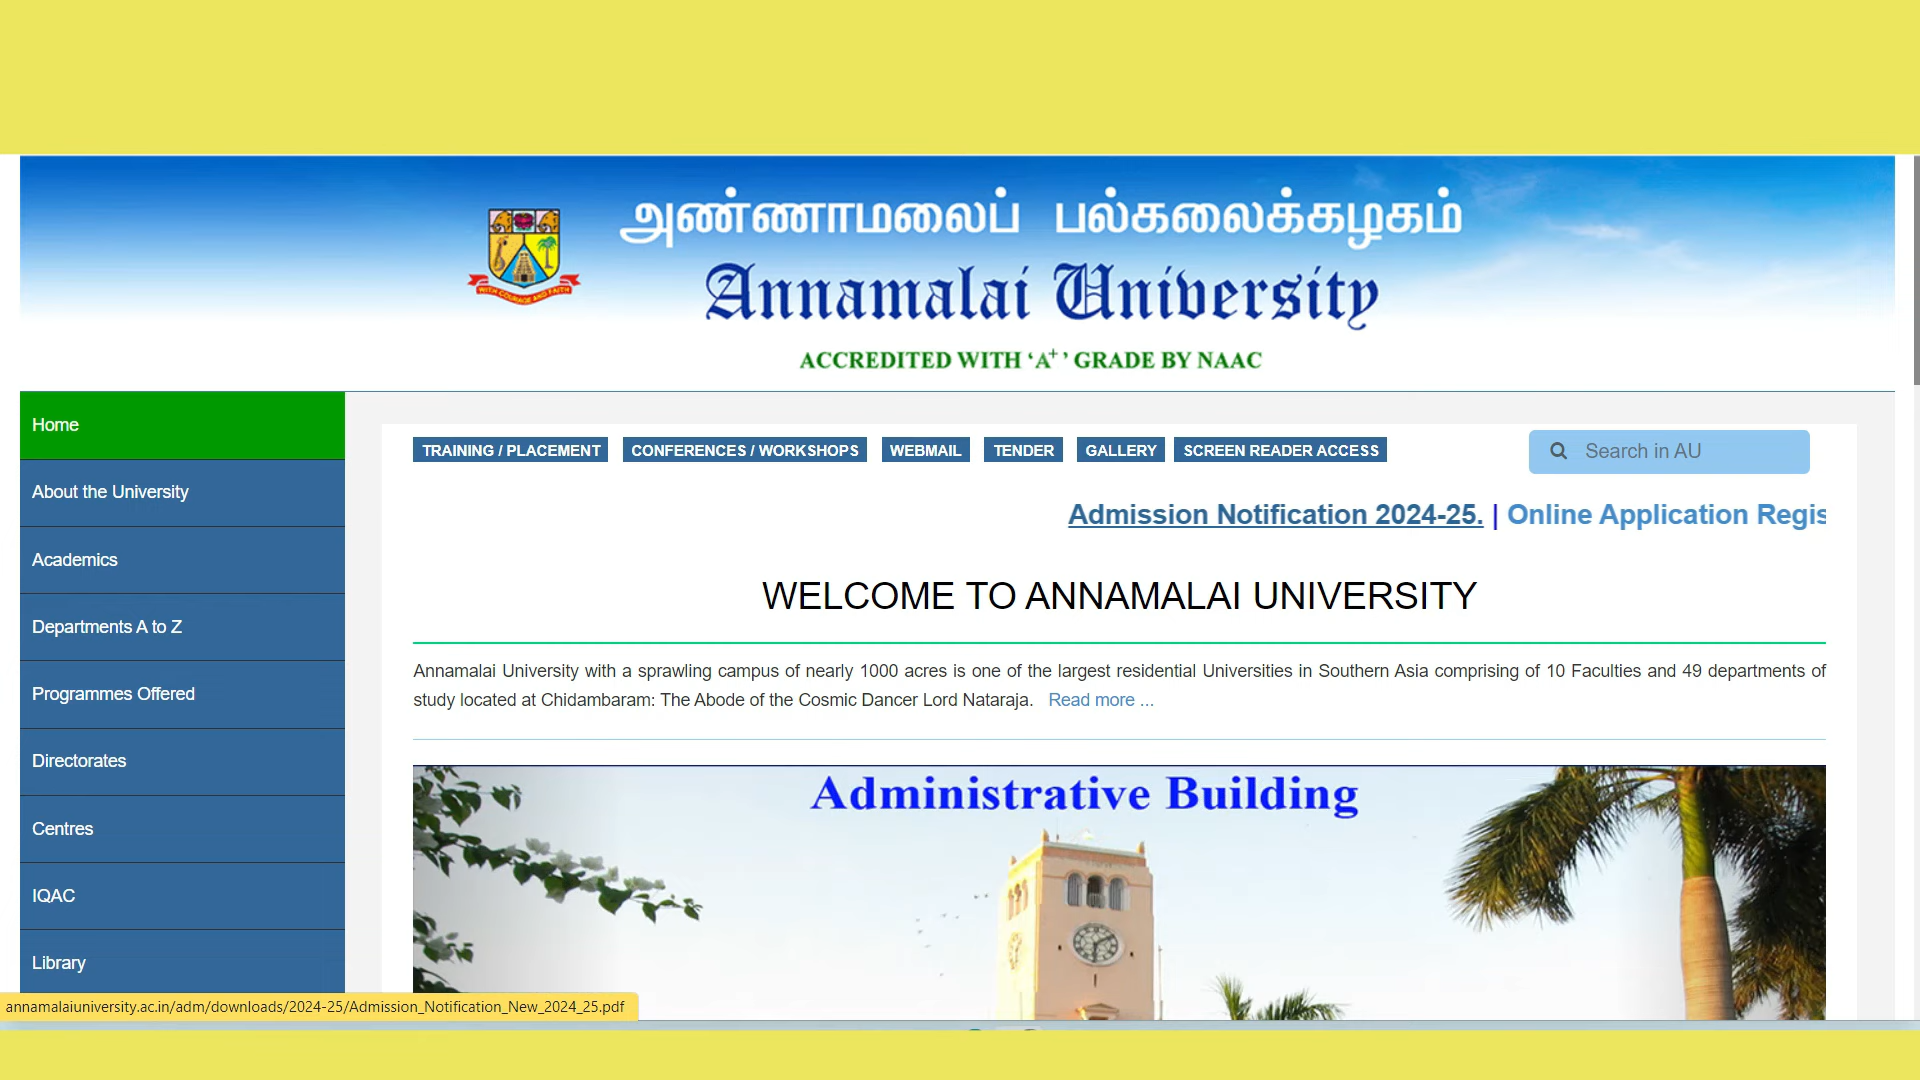 அண்ணாமலைப் பல்கலைக்கழகம்
Annamalai University
WITH COURAGE AND FAITH
ACCREDITED WITH ‘A+’ GRADE BY NAAC
Home
About the University
Academics
Departments A to Z
Programmes Offered
Directorates
Centres
IQAC
Library
TRAINING / PLACEMENT CONFERENCES / WORKSHOPS WEBMAIL TENDER GALLERY SCREEN READER ACCESS Search in AU
Admission Notification 2024-25. | Online Application Regis
WELCOME TO ANNAMALAI UNIVERSITY
Annamalai University with a sprawling campus of nearly 1000 acres is one of the largest residential Universities in Southern Asia comprising of 10 Faculties and 49 departments of
study located at Chidambaram: The Abode of the Cosmic Dancer Lord Nataraja. Read more ...
Administrative Building
annamalaiuniversity.ac.in/adm/downloads/2024-25/Admission_Notification_New_2024_25.pdf